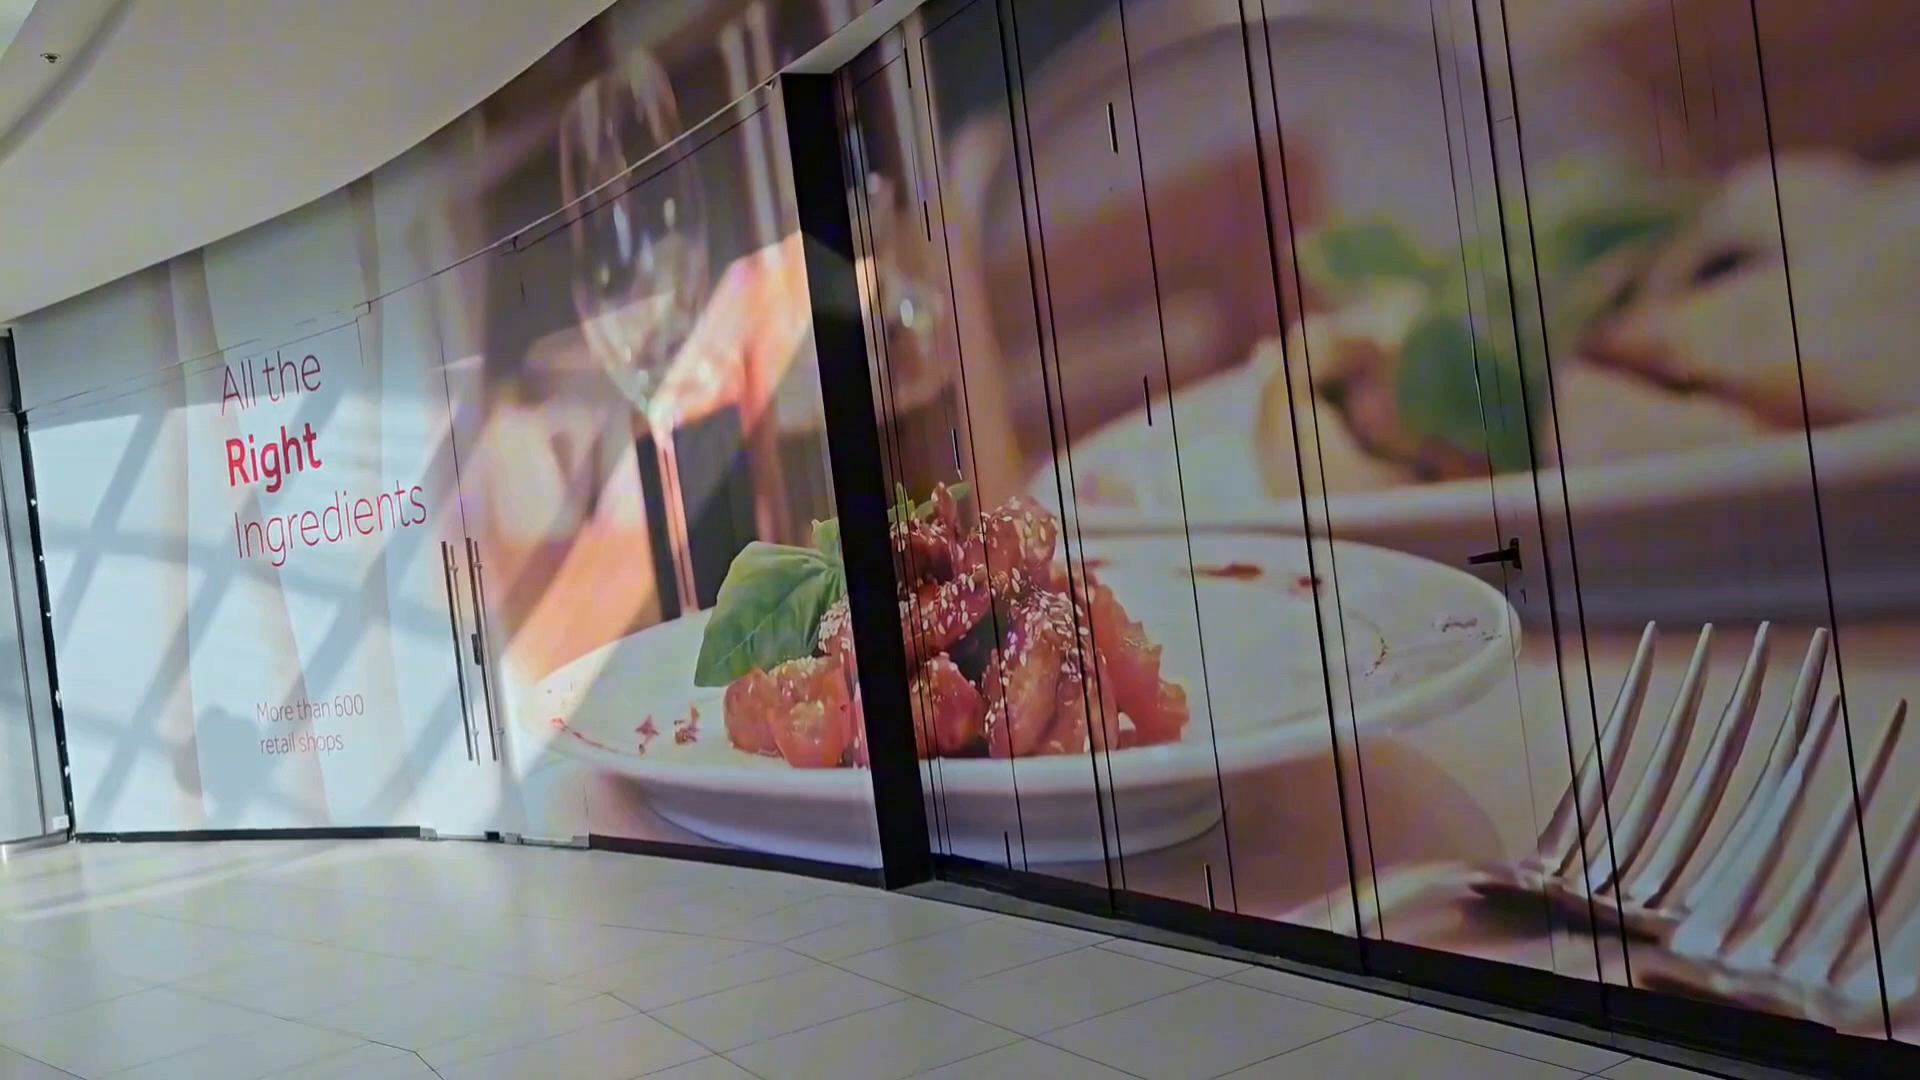 All the
Right
Ingredients
More than 600
retail shops